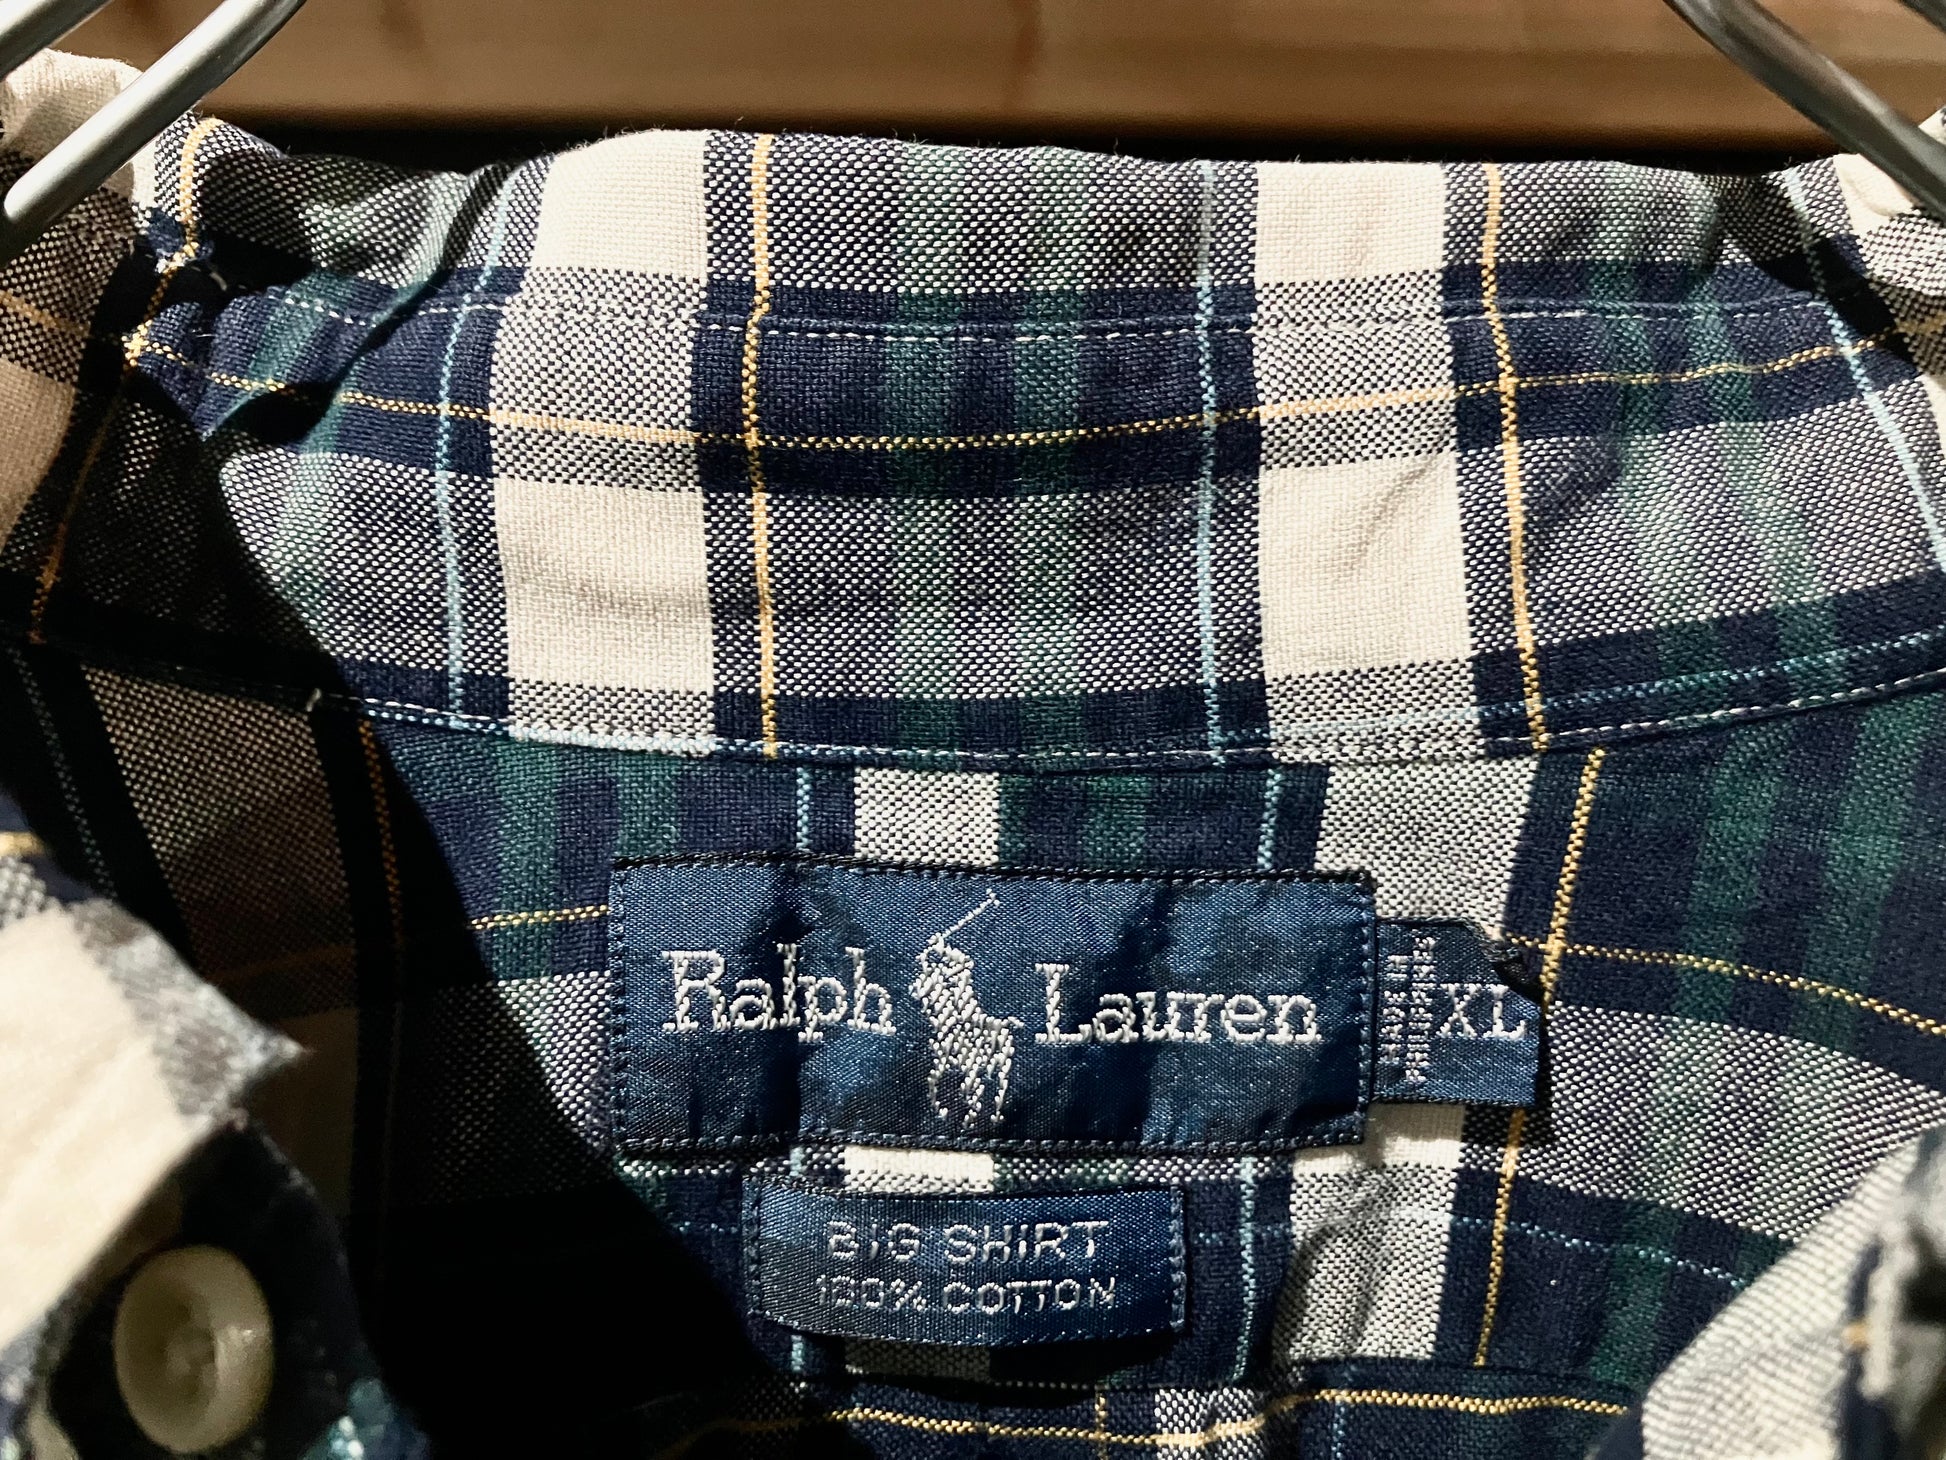 Ralph Lauren
XL
BIG SHIRT
100% COTTON